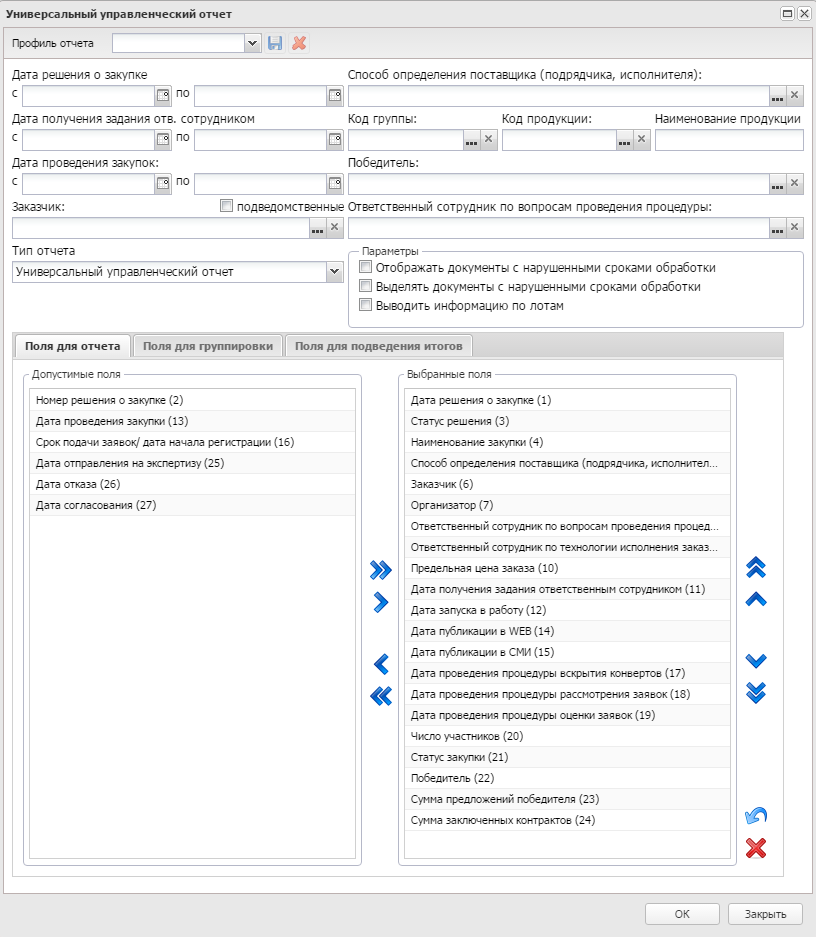 Универсальный управленческий отчет
Профиль отчета
Дата решения о закупке
с по
Способ определения поставщика (подрядчика, исполнителя):
Дата получения задания отв. сотрудником
с по
Код группы: Код продукции: Наименование продукции
Дата проведения закупок:
с по
Победитель:
Заказчик: подведомственные
Ответственный сотрудник по вопросам проведения процедуры:
Тип отчета
Универсальный управленческий отчет
Параметры
Отображать документы с нарушенными сроками обработки
Выделять документы с нарушенными сроками обработки
Выводить информацию по лотам
Поля для отчета Поля для группировки Поля для подведения итогов
Допустимые поля
Номер решения о закупке (2)
Дата проведения закупки (13)
Срок подачи заявок/ дата начала регистрации (16)
Дата отправления на экспертизу (25)
Дата отказа (26)
Дата согласования (27)
Выбранные поля
Дата решения о закупке (1)
Статус решения (3)
Наименование закупки (4)
Способ определения поставщика (подрядчика, исполнител...
Заказчик (6)
Организатор (7)
Ответственный сотрудник по вопросам проведения процед...
Ответственный сотрудник по технологии исполнения заказ...
Предельная цена заказа (10)
Дата получения задания ответственным сотрудником (11)
Дата запуска в работу (12)
Дата публикации в WEB (14)
Дата публикации в СМИ (15)
Дата проведения процедуры вскрытия конвертов (17)
Дата проведения процедуры рассмотрения заявок (18)
Дата проведения процедуры оценки заявок (19)
Число участников (20)
Статус закупки (21)
Победитель (22)
Сумма предложений победителя (23)
Сумма заключенных контрактов (24)
OK Закрыть